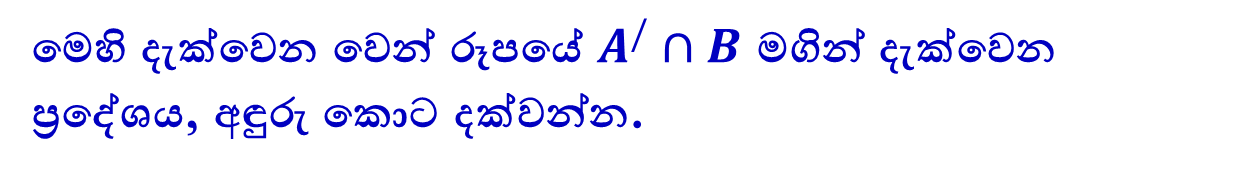 මෙහි දැක්වෙන වෙන් රූපයේ A/ ∩ B මගින් දැක්වෙන
ප්‍රදේශය, අඳුරු කොට දක්වන්න.